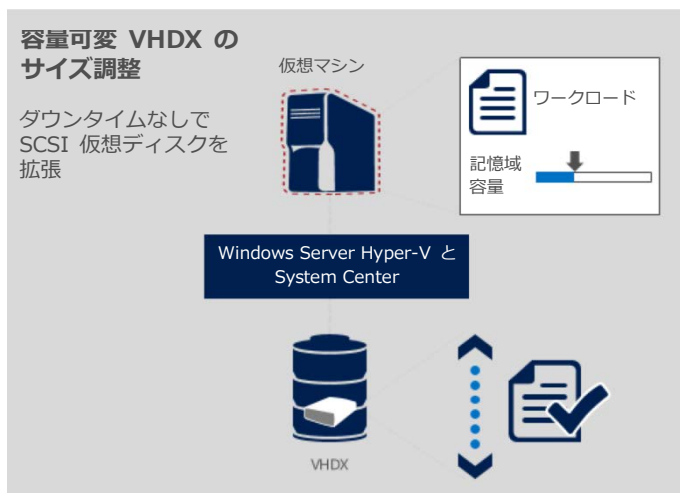 容量可変 VHDX の
サイズ調整
ダウンタイムなしで
SCSI 仮想ディスクを
拡張
仮想マシン
ワークロード
記憶域
容量
Windows Server Hyper-V と
System Center
VHDX